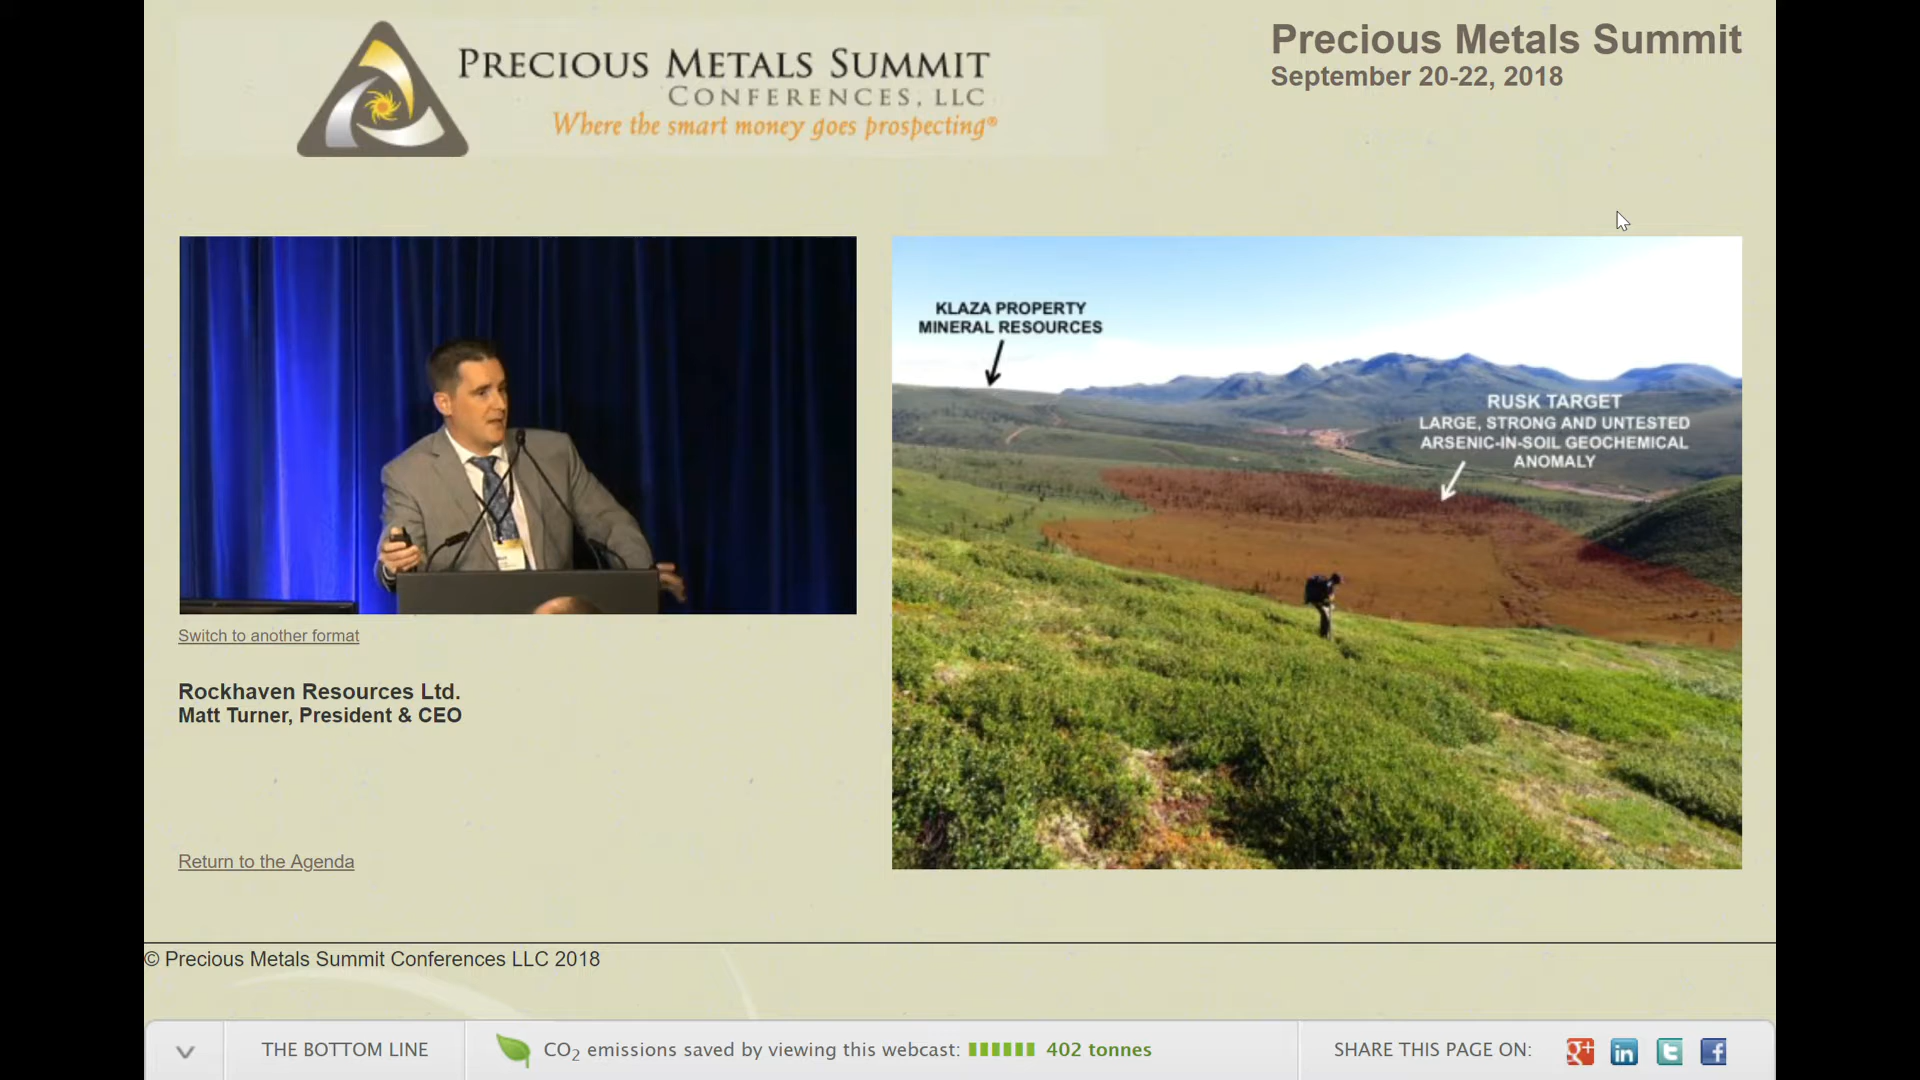 PRECIOUS METALS SUMMIT
CONFERENCES, LLC
Where the smart money goes prospecting®
Precious Metals Summit
September 20-22, 2018
KLAZA PROPERTY
MINERAL RESOURCES
RUSK TARGET
LARGE, STRONG AND UNTESTED
ARSENIC-IN-SOIL GEOCHEMICAL
ANOMALY
Switch to another format
Rockhaven Resources Ltd.
Matt Turner, President & CEO
Return to the Agenda
© Precious Metals Summit Conferences LLC 2018
THE BOTTOM LINE
CO2 emissions saved by viewing this webcast: 402 tonnes
SHARE THIS PAGE ON:
g+
in
t
f